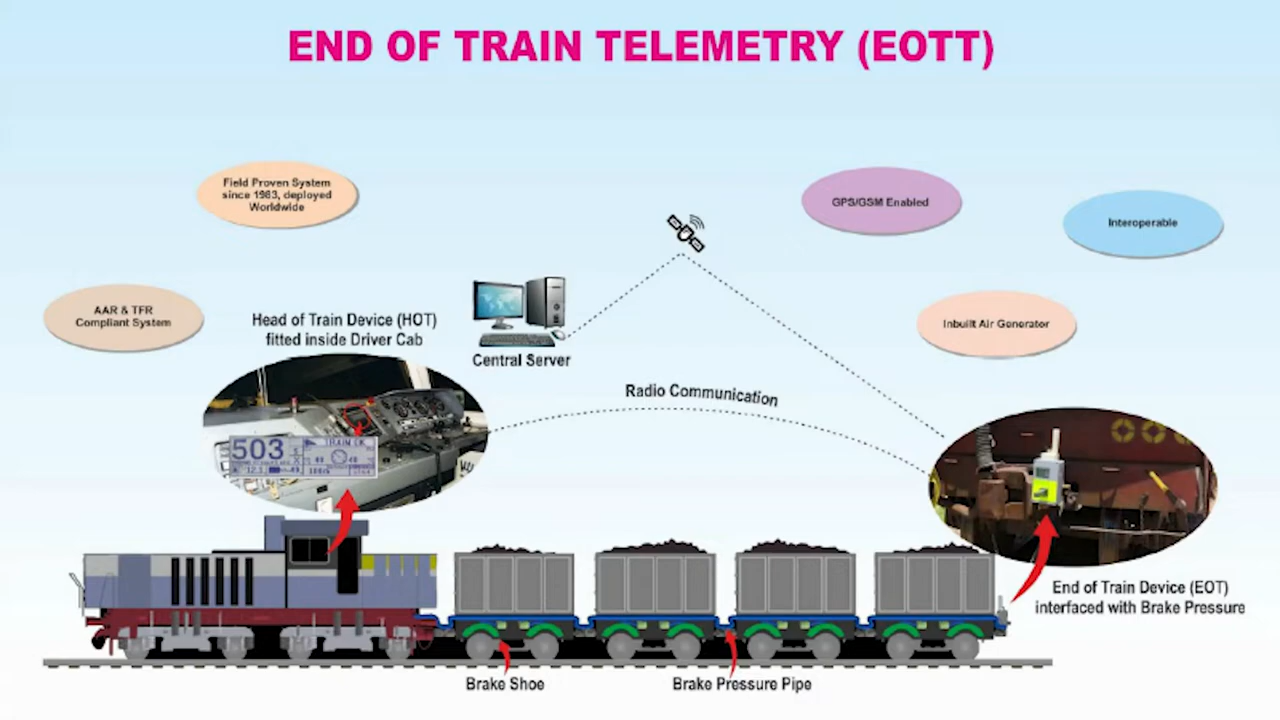 END OF TRAIN TELEMETRY (EOTT)
Field Proven System
since 1983, deployed
Worldwide
GPS/GSM Enabled
Interoperable
AAR & TFR
Compliant System
Head of Train Device (HOT)
fitted inside Driver Cab
Central Server
Inbuilt Air Generator
Radio Communication
503
TRAIN OK
End of Train Device (EOT)
interfaced with Brake Pressure
Brake Shoe
Brake Pressure Pipe